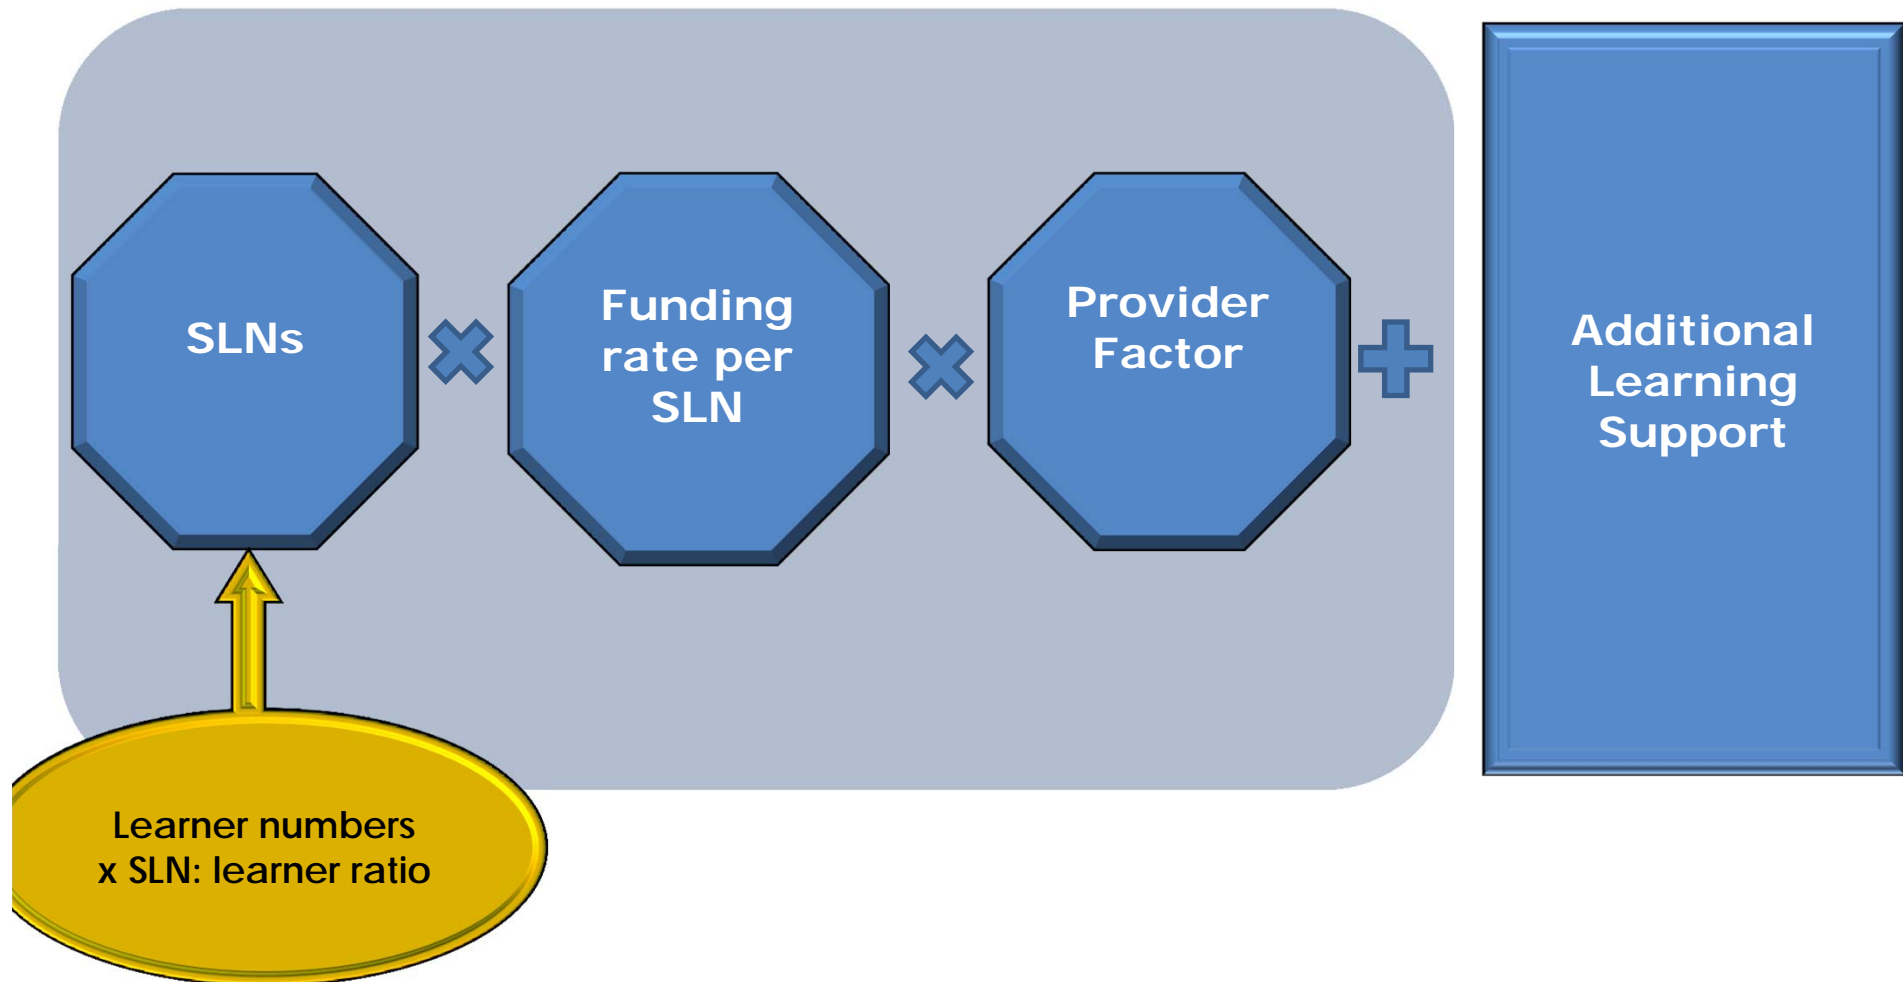 SLNs
Funding
rate per
SLN
Provider
Factor
Additional
Learning
Support
Learner numbers
x SLN: learner ratio